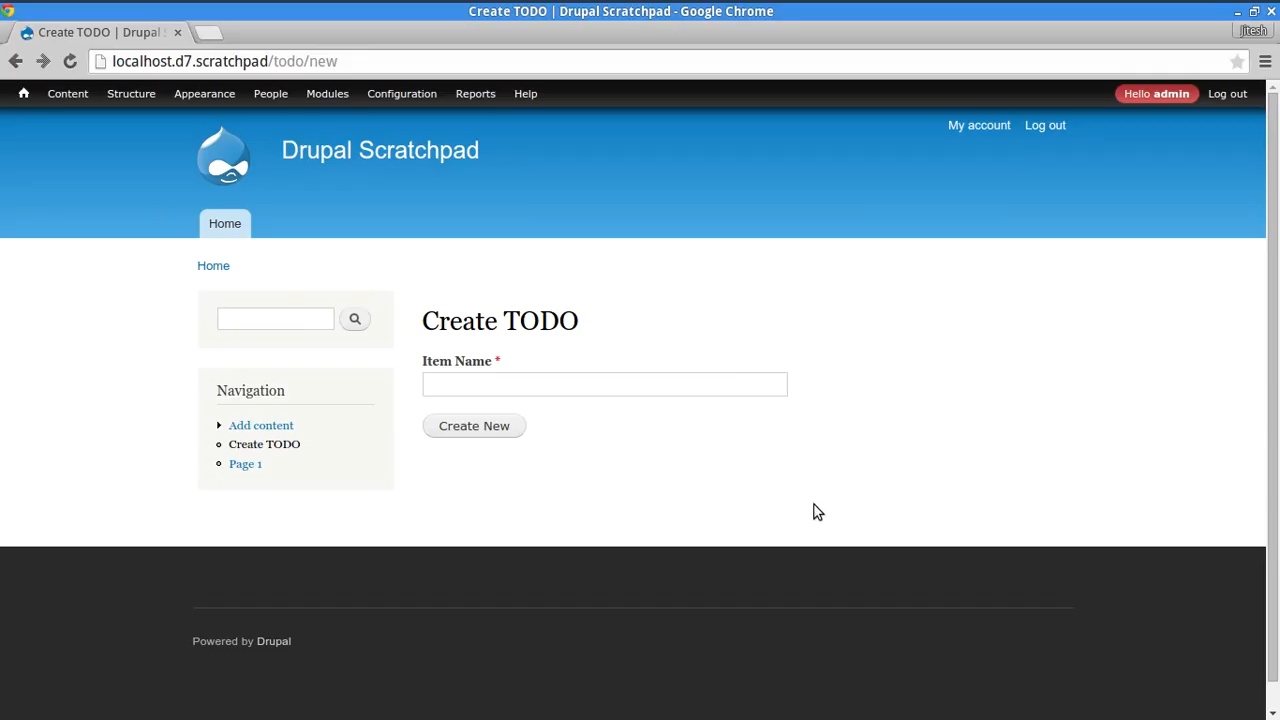 Create TODO | Drupal Scratchpad - Google Chrome
Create TODO | Drupal
jitesh
localhost.d7.scratchpad/todo/new
Content Structure Appearance People Modules Configuration Reports Help Hello admin Log out
My account Log out
Drupal Scratchpad
Home
Home
Create TODO
Item Name *
Create New
Navigation
Add content
Create TODO
Page 1
Powered by Drupal